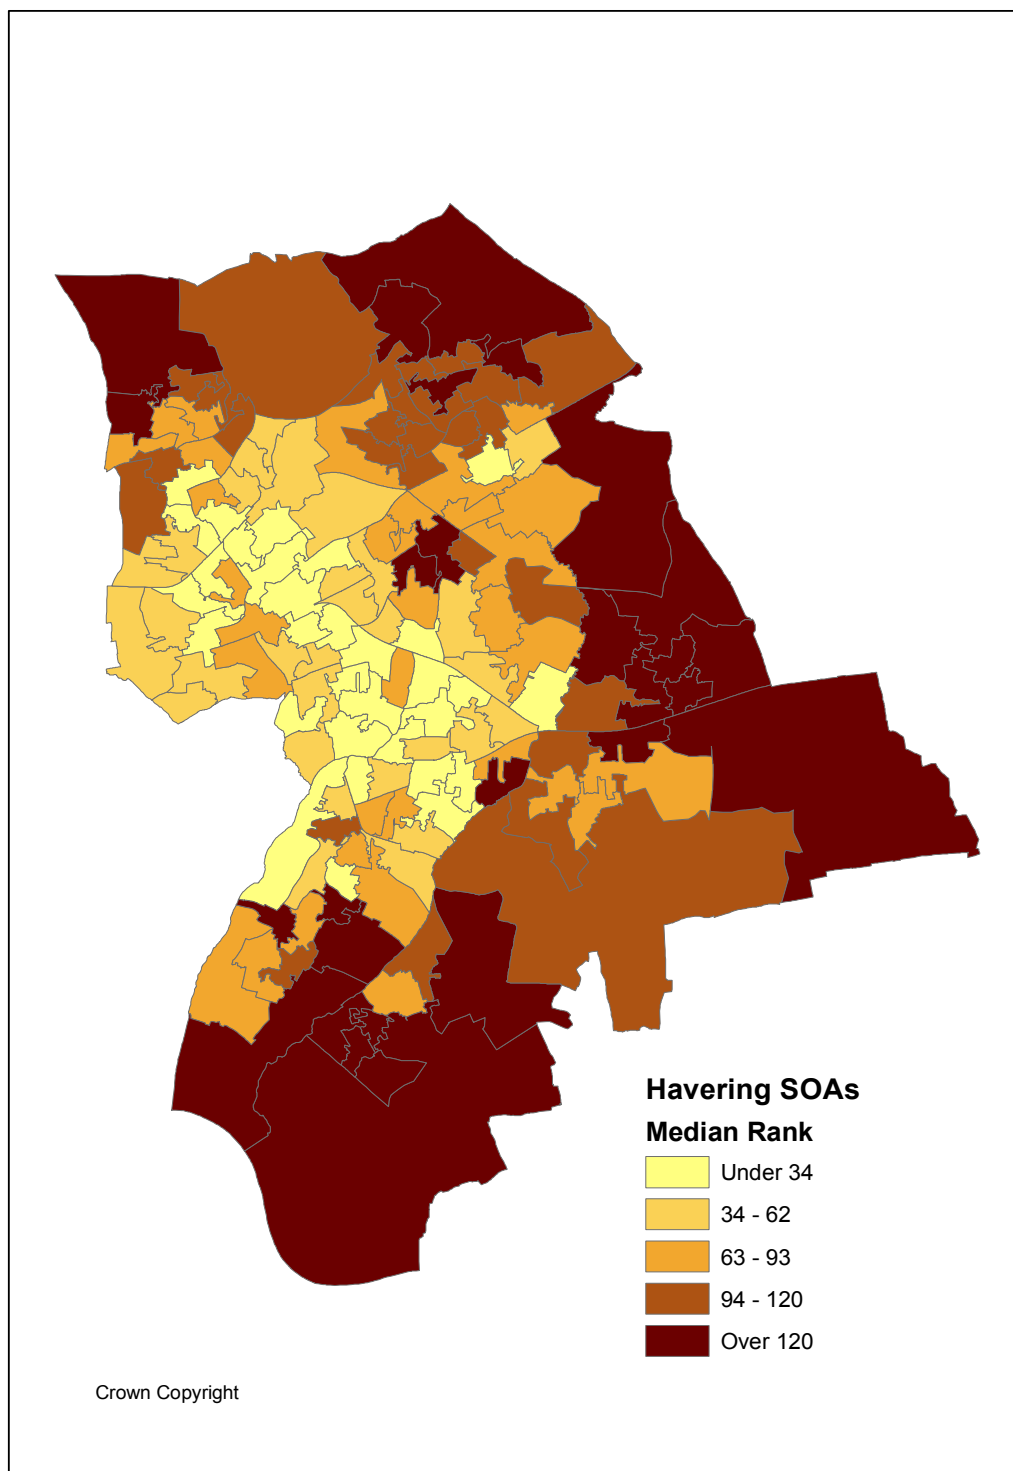 Havering SOAs
Median Rank
Under 34
34 - 62
63 - 93
94 - 120
Over 120
Crown Copyright